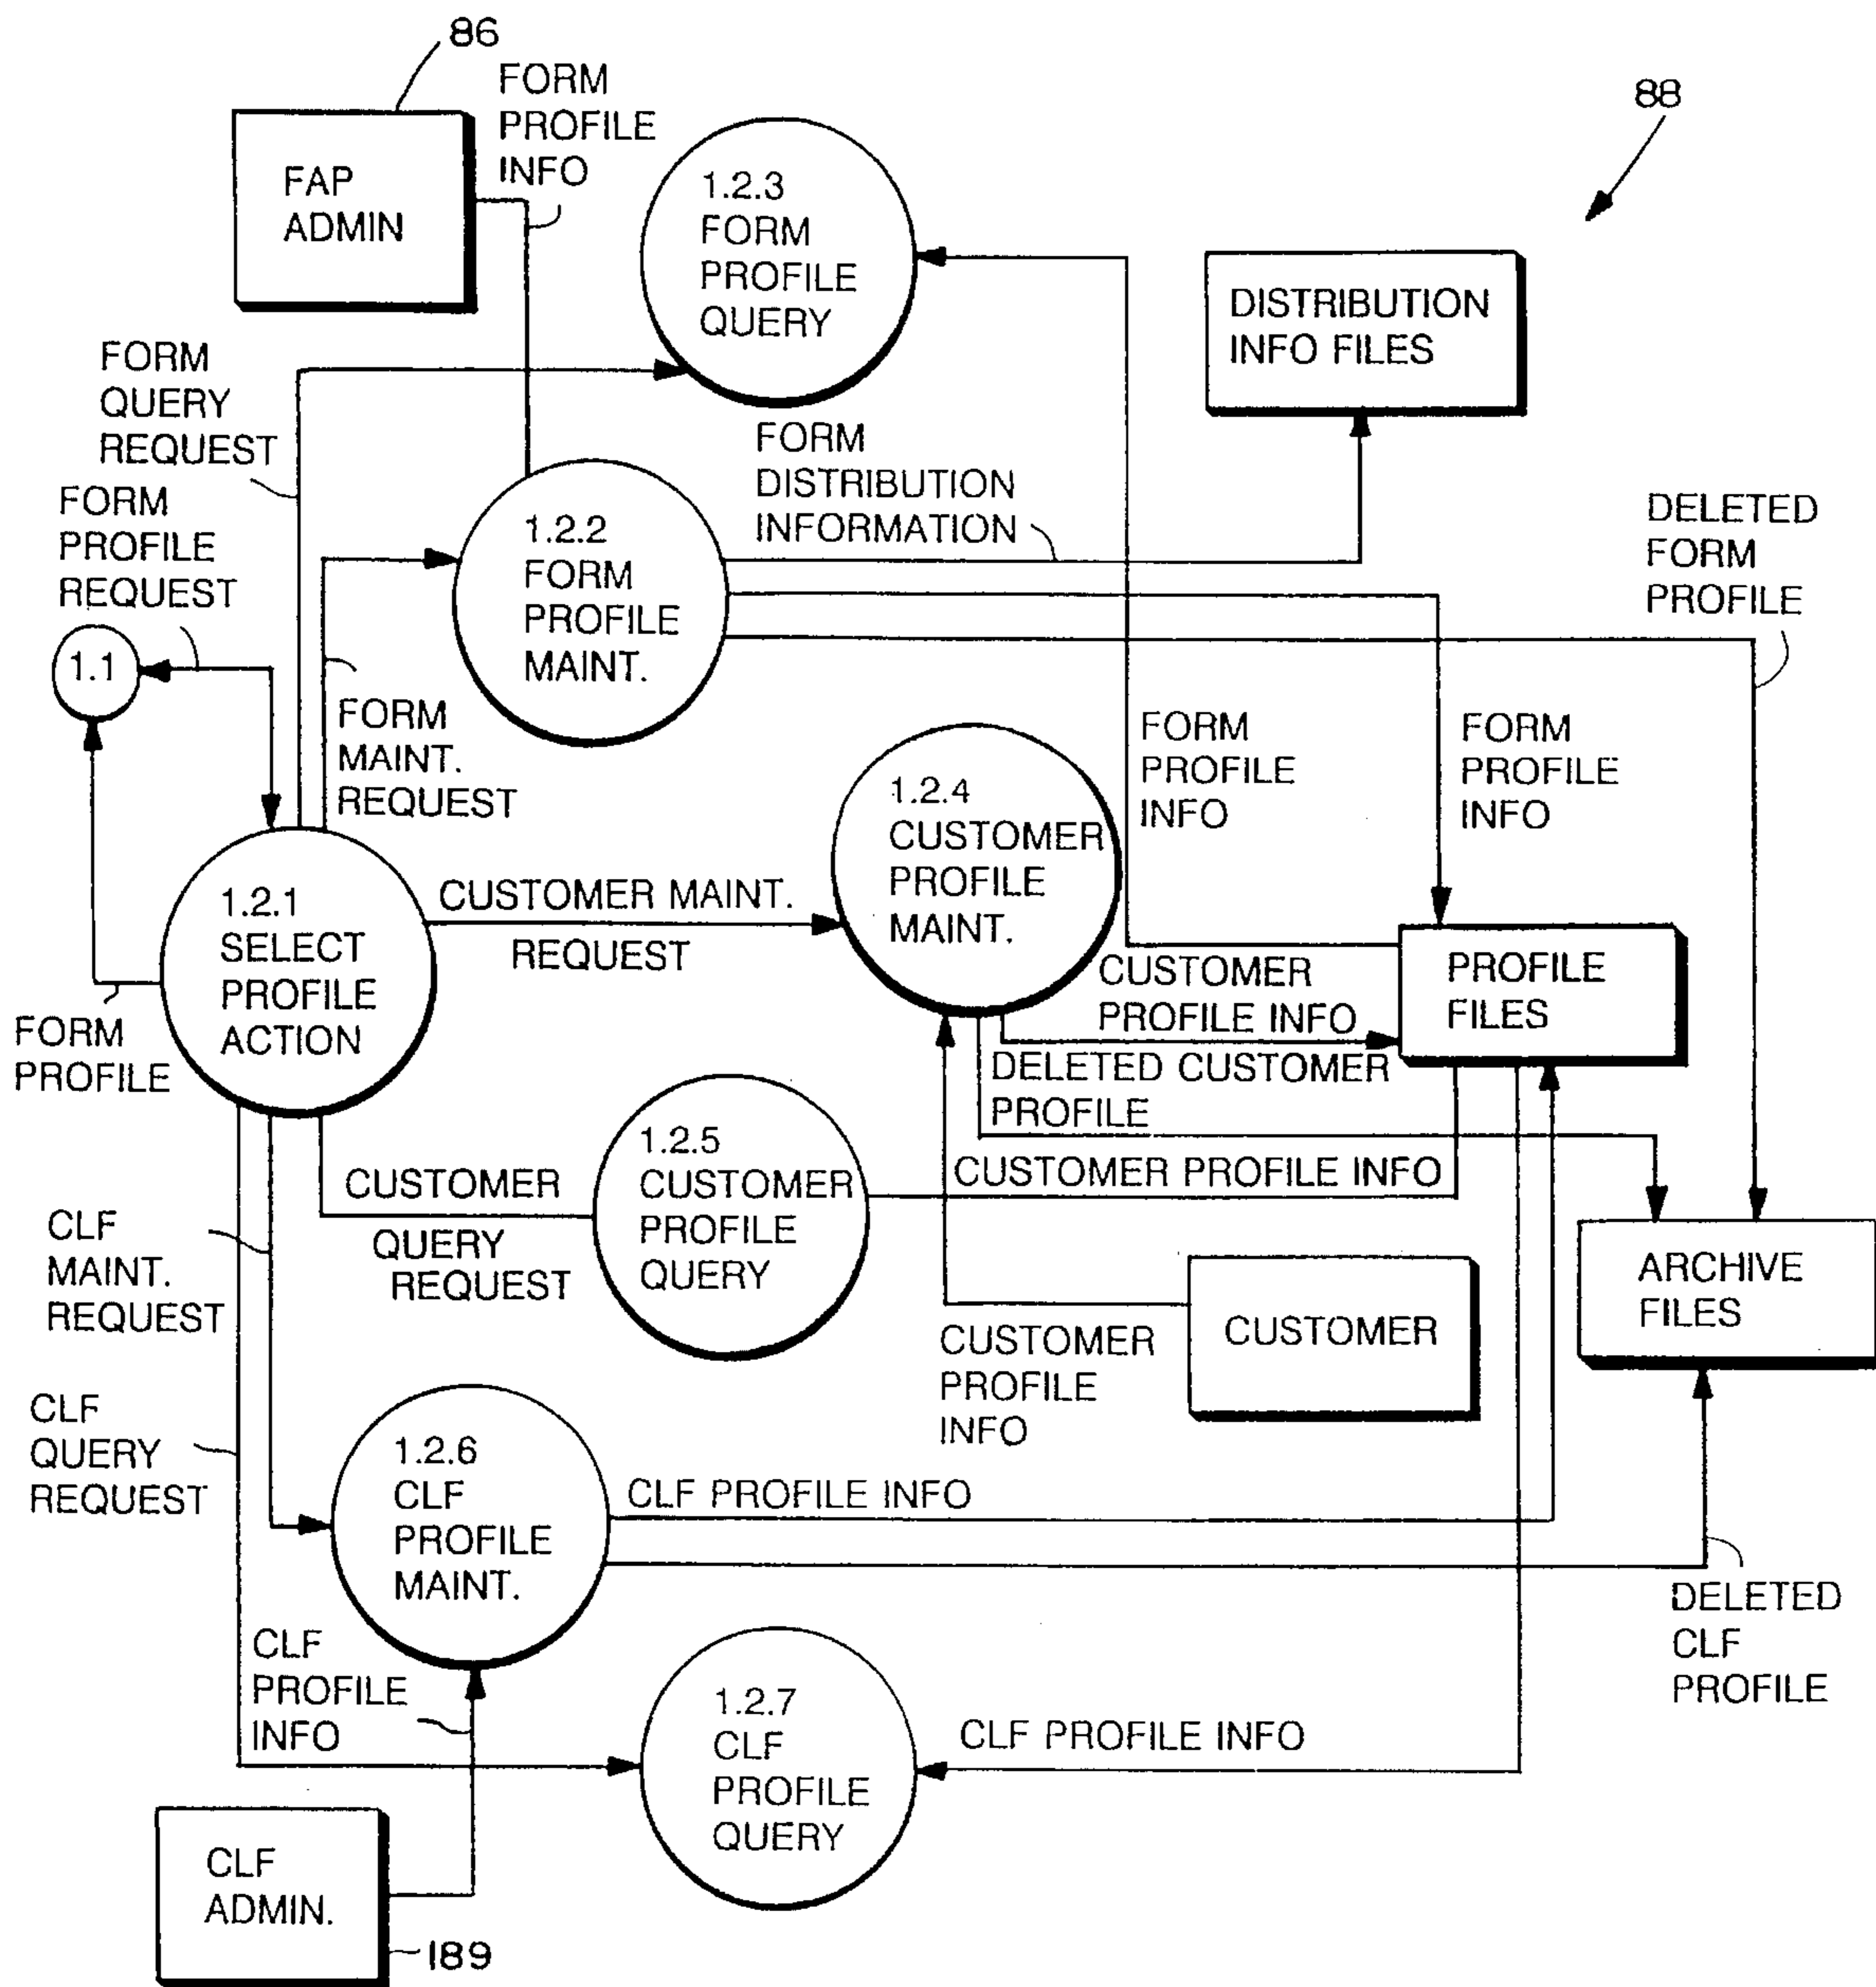 86
FORM
PROFILE
INFO
88
FAP
ADMIN
1.2.3
FORM
PROFILE
QUERY
DISTRIBUTION
INFO FILES
FORM
QUERY
REQUEST
FORM
DISTRIBUTION
INFORMATION
FORM
PROFILE
REQUEST
1.2.2
FORM
PROFILE
MAINT.
DELETED
FORM
PROFILE
1.1
FORM
MAINT.
REQUEST
FORM
PROFILE
INFO
FORM
PROFILE
INFO
1.2.4
CUSTOMER
PROFILE
MAINT.
1.2.1
SELECT
PROFILE
ACTION
CUSTOMER MAINT.
REQUEST
PROFILE
FILES
FORM
PROFILE
CUSTOMER
PROFILE INFO
DELETED CUSTOMER
PROFILE
1.2.5
CUSTOMER
PROFILE
QUERY
CUSTOMER
QUERY
REQUEST
CUSTOMER PROFILE INFO
CLF
MAINT.
REQUEST
ARCHIVE
FILES
CUSTOMER
CUSTOMER
PROFILE
INFO
CLF
QUERY
REQUEST
1.2.6
CLF
PROFILE
MAINT.
CLF PROFILE INFO
DELETED
CLF
PROFILE
CLF
PROFILE
INFO
1.2.7
CLF
PROFILE
QUERY
CLF PROFILE INFO
CLF
ADMIN.
189